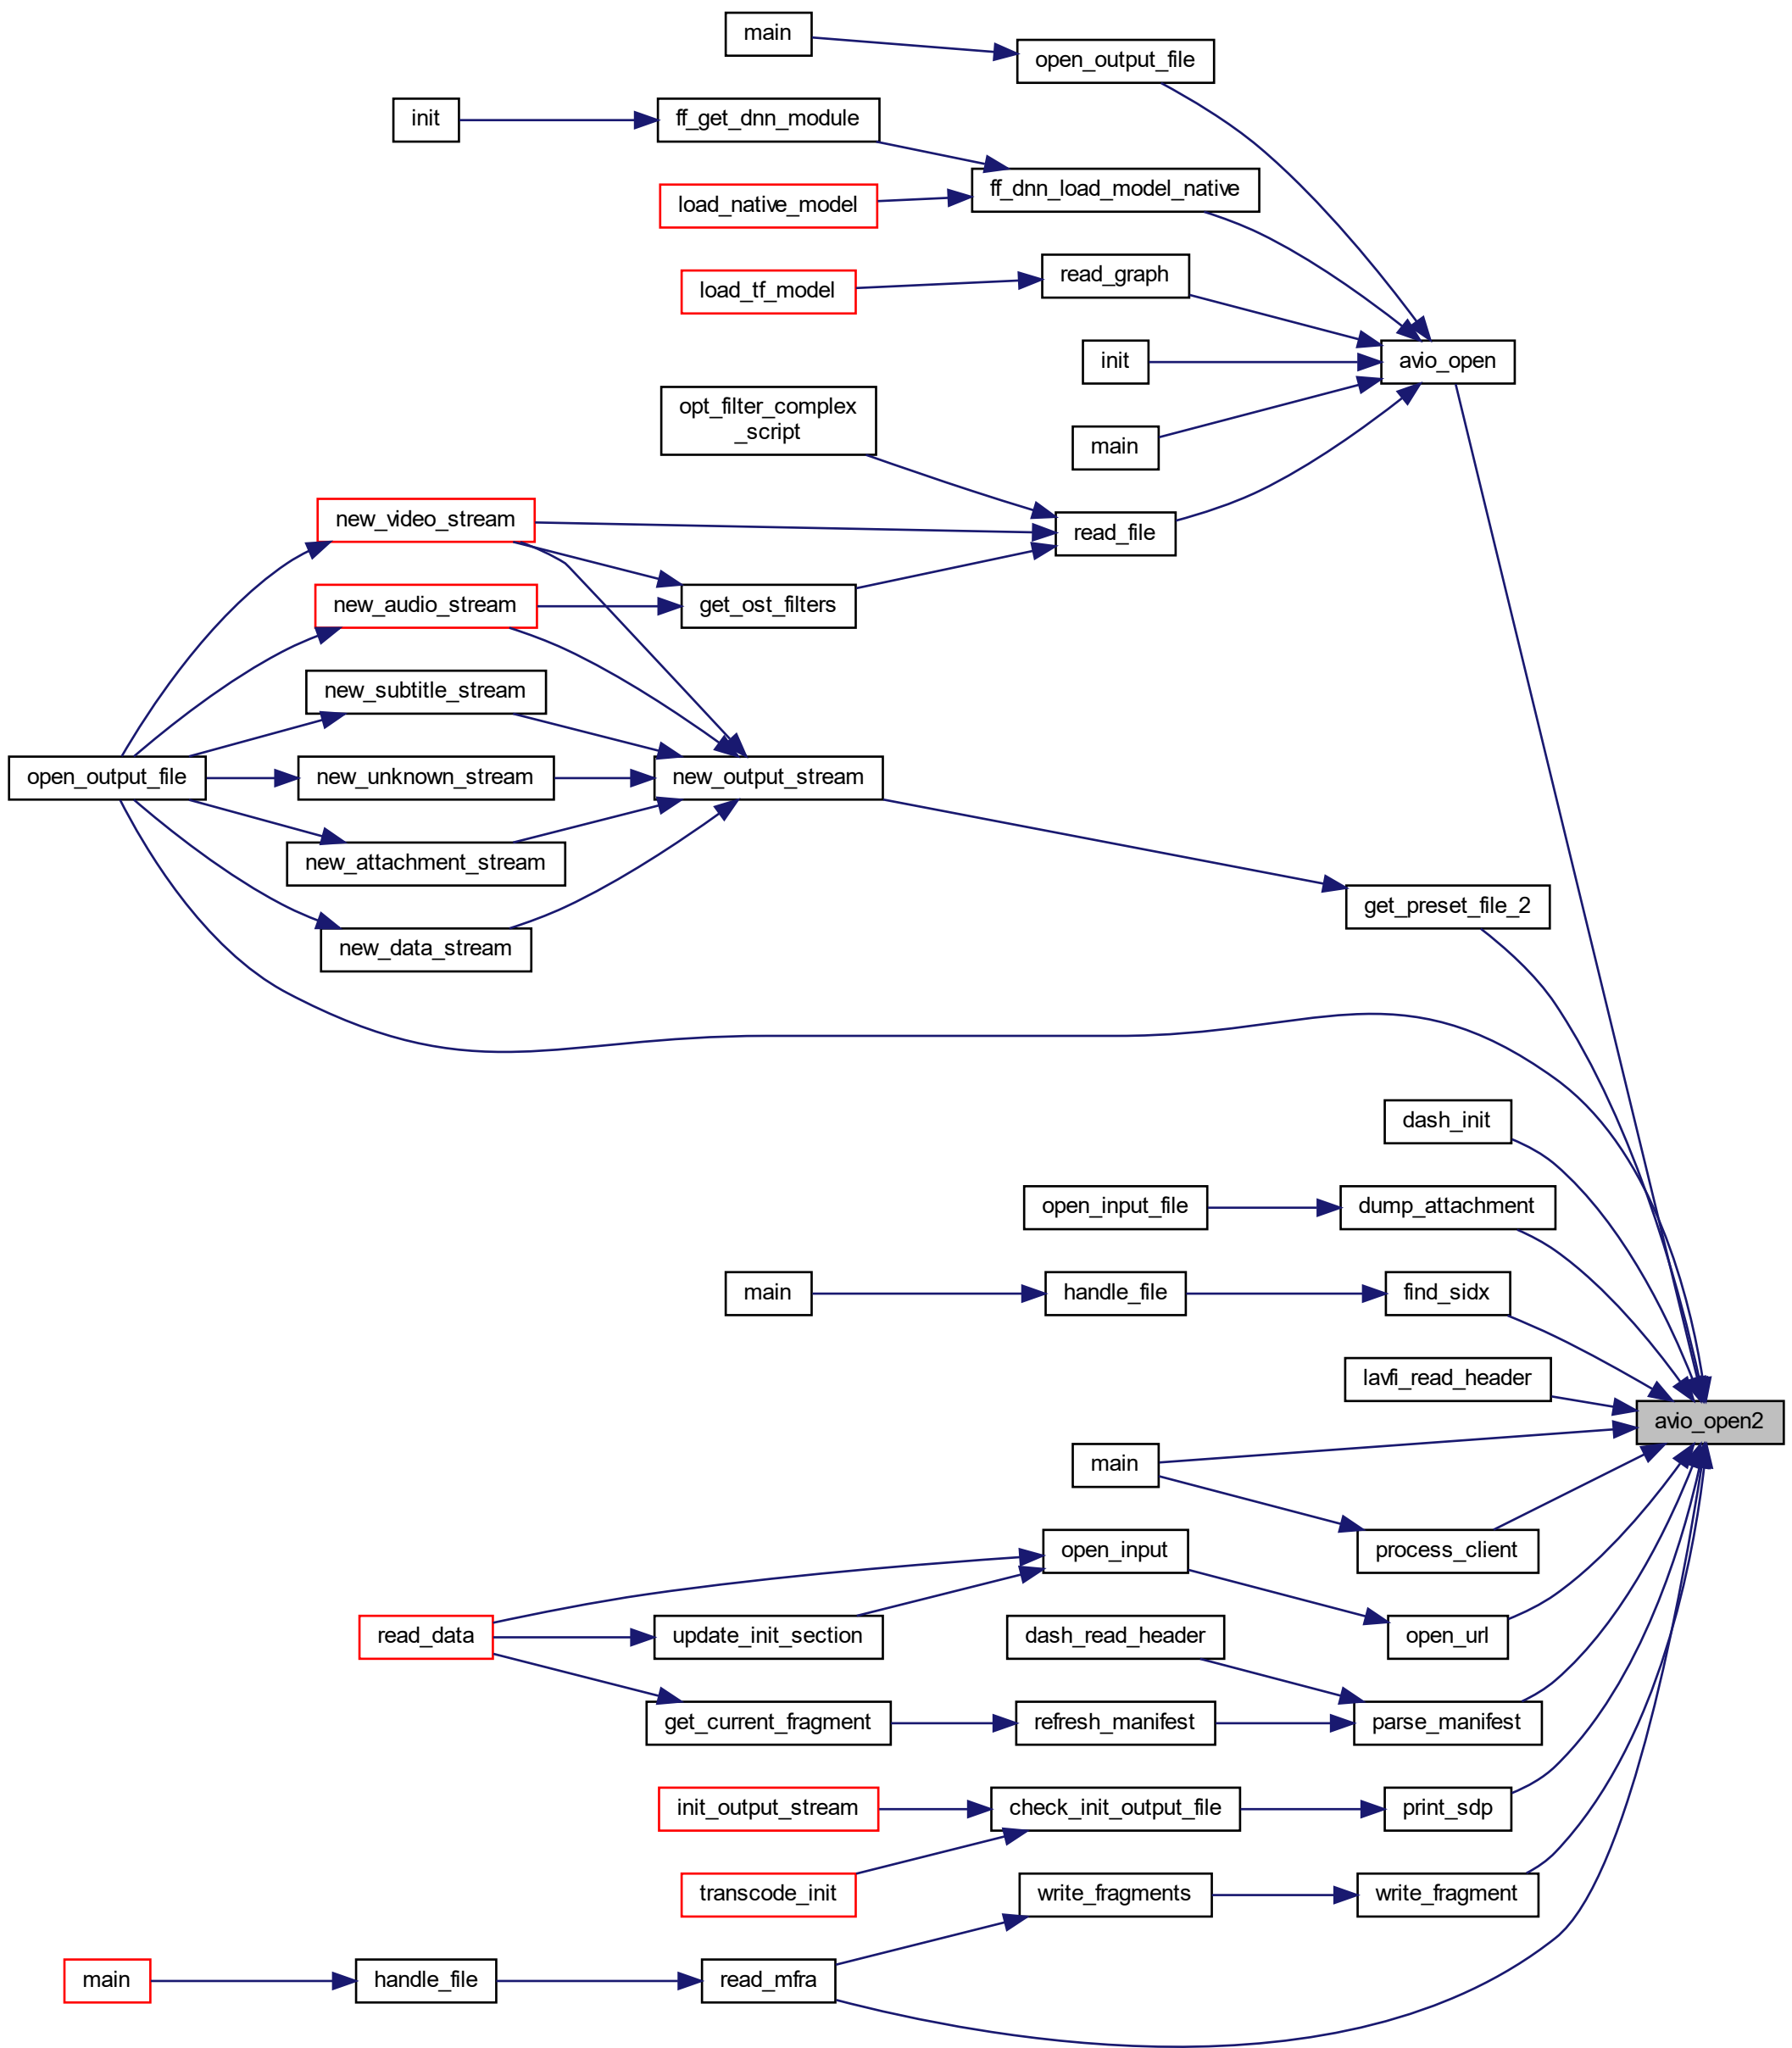 main
open_output_file
init
ff_get_dnn_module
ff_dnn_load_model_native
load_native_model
read_graph
load_tf_model
init
avio_open
opt_filter_complex
_script
main
new_video_stream
read_file
new_audio_stream
get_ost_filters
new_subtitle_stream
open_output_file
new_unknown_stream
new_output_stream
new_attachment_stream
get_preset_file_2
new_data_stream
dash_init
open_input_file
dump_attachment
main
handle_file
find_sidx
lavfi_read_header
avio_open2
main
open_input
process_client
read_data
update_init_section
dash_read_header
open_url
get_current_fragment
refresh_manifest
parse_manifest
init_output_stream
check_init_output_file
print_sdp
transcode_init
write_fragments
write_fragment
main
handle_file
read_mfra